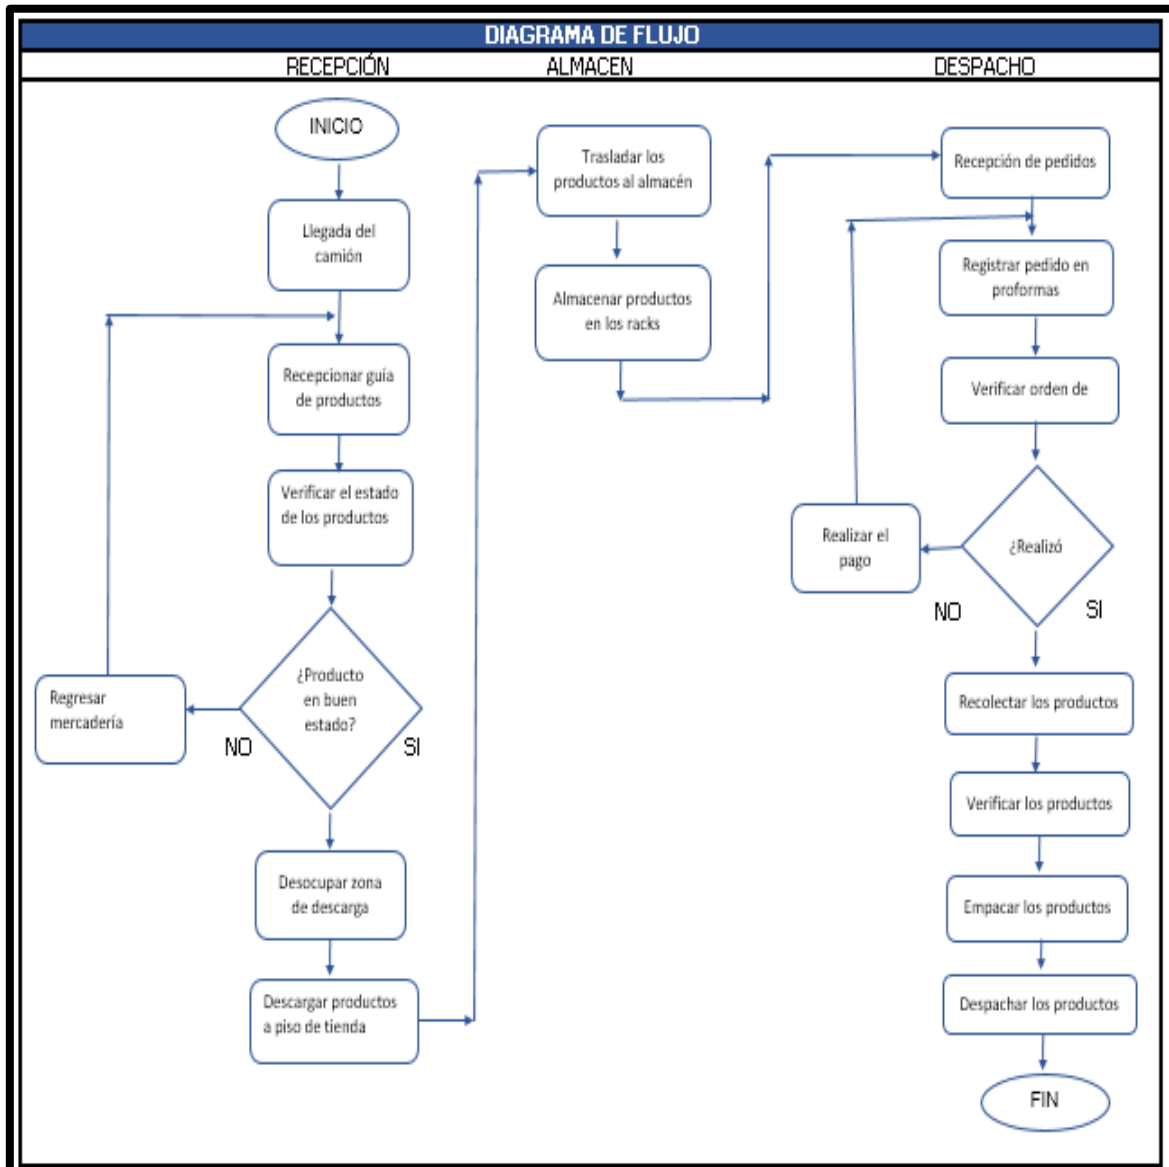 DIAGRAMA DE FLUJO
RECEPCIÓN
ALMACEN
DESPACHO
INICIO
Llegada del
camión
Recepcionar guía
de productos
Verificar el estado
de los productos
¿Producto
en buen
estado?
NO
SI
Regresar
mercadería
Desocupar zona
de descarga
Descargar productos
a piso de tienda
Trasladar los
productos al almacén
Almacenar productos
en los racks
Recepción de pedidos
Registrar pedido en
proformas
Verificar orden de
¿Realizó
NO
SI
Realizar el
pago
Recolectar los productos
Verificar los productos
Empacar los productos
Despachar los productos
FIN